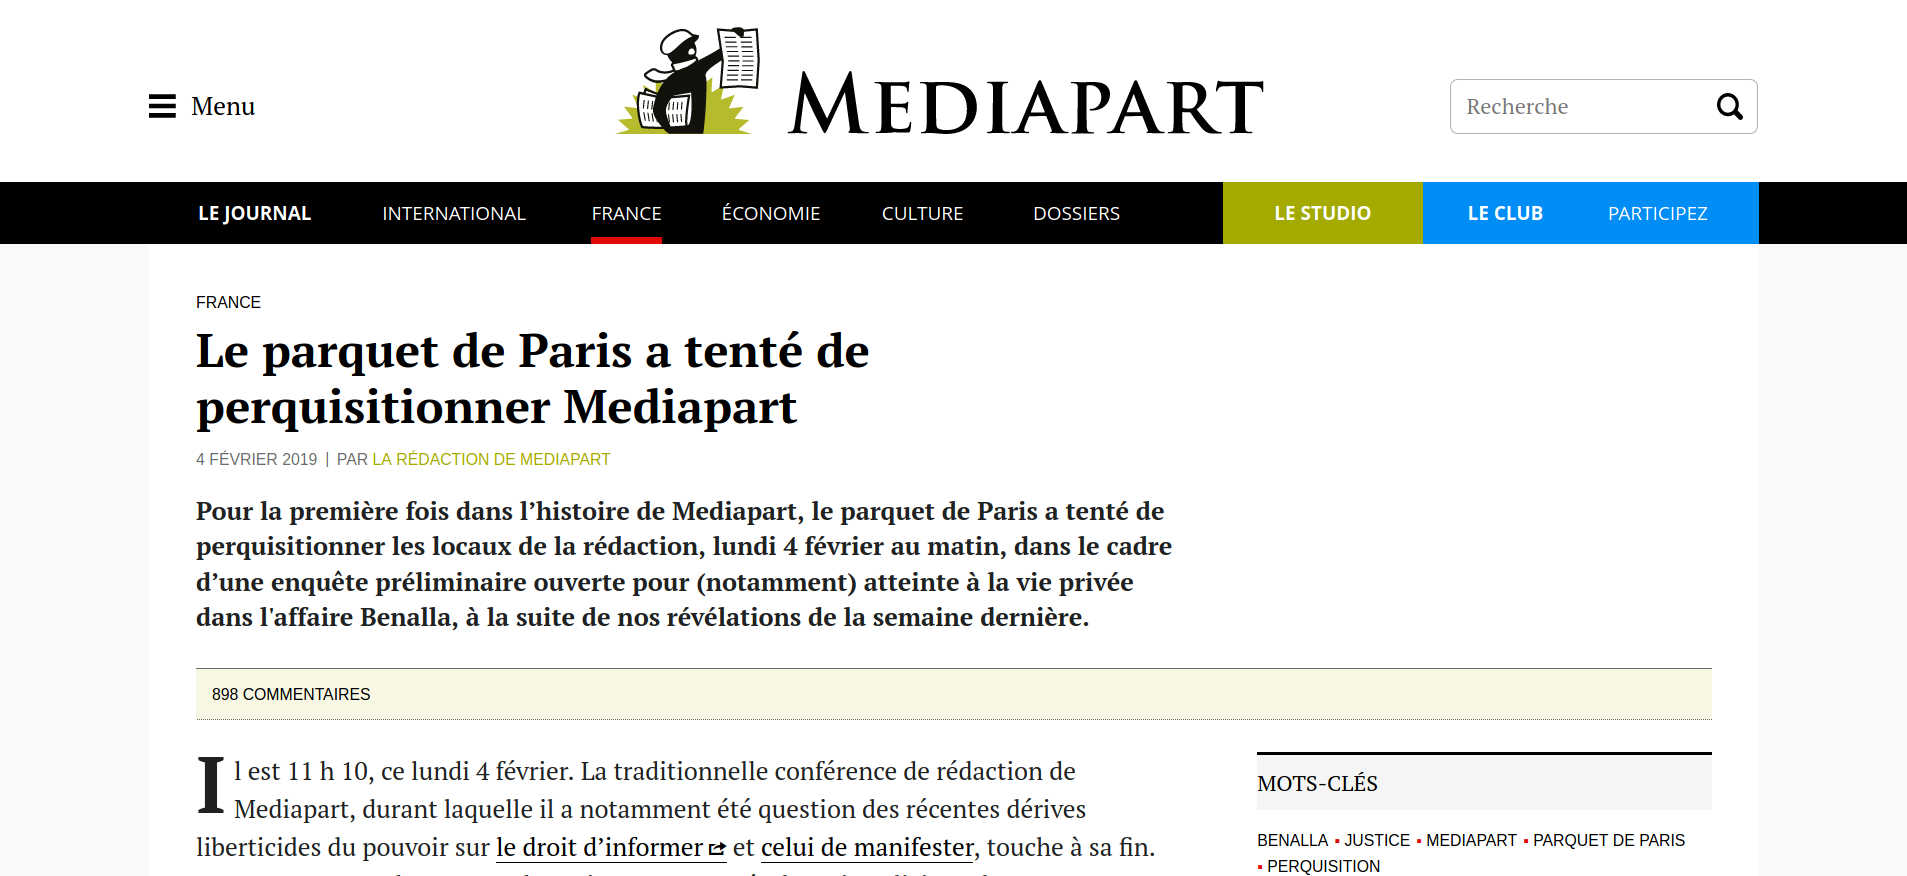 Menu
MEDIAPART
Recherche
LE JOURNAL INTERNATIONAL FRANCE ÉCONOMIE CULTURE DOSSIERS LE STUDIO LE CLUB PARTICIPEZ
FRANCE
Le parquet de Paris a tenté de
perquisitionner Mediapart
4 FÉVRIER 2019 | PAR LA RÉDACTION DE MEDIAPART
Pour la première fois dans l’histoire de Mediapart, le parquet de Paris a tenté de
perquisitionner les locaux de la rédaction, lundi 4 février au matin, dans le cadre
d’une enquête préliminaire ouverte pour (notamment) atteinte à la vie privée
dans l'affaire Benalla, à la suite de nos révélations de la semaine dernière.
898 COMMENTAIRES
Il est 11 h 10, ce lundi 4 février. La traditionnelle conférence de rédaction de
Mediapart, durant laquelle il a notamment été question des récentes dérives
liberticides du pouvoir sur le droit d’informer et celui de manifester, touche à sa fin.
MOTS-CLÉS
BENALLA ▪ JUSTICE ▪ MEDIAPART ▪ PARQUET DE PARIS
▪ PERQUISITION